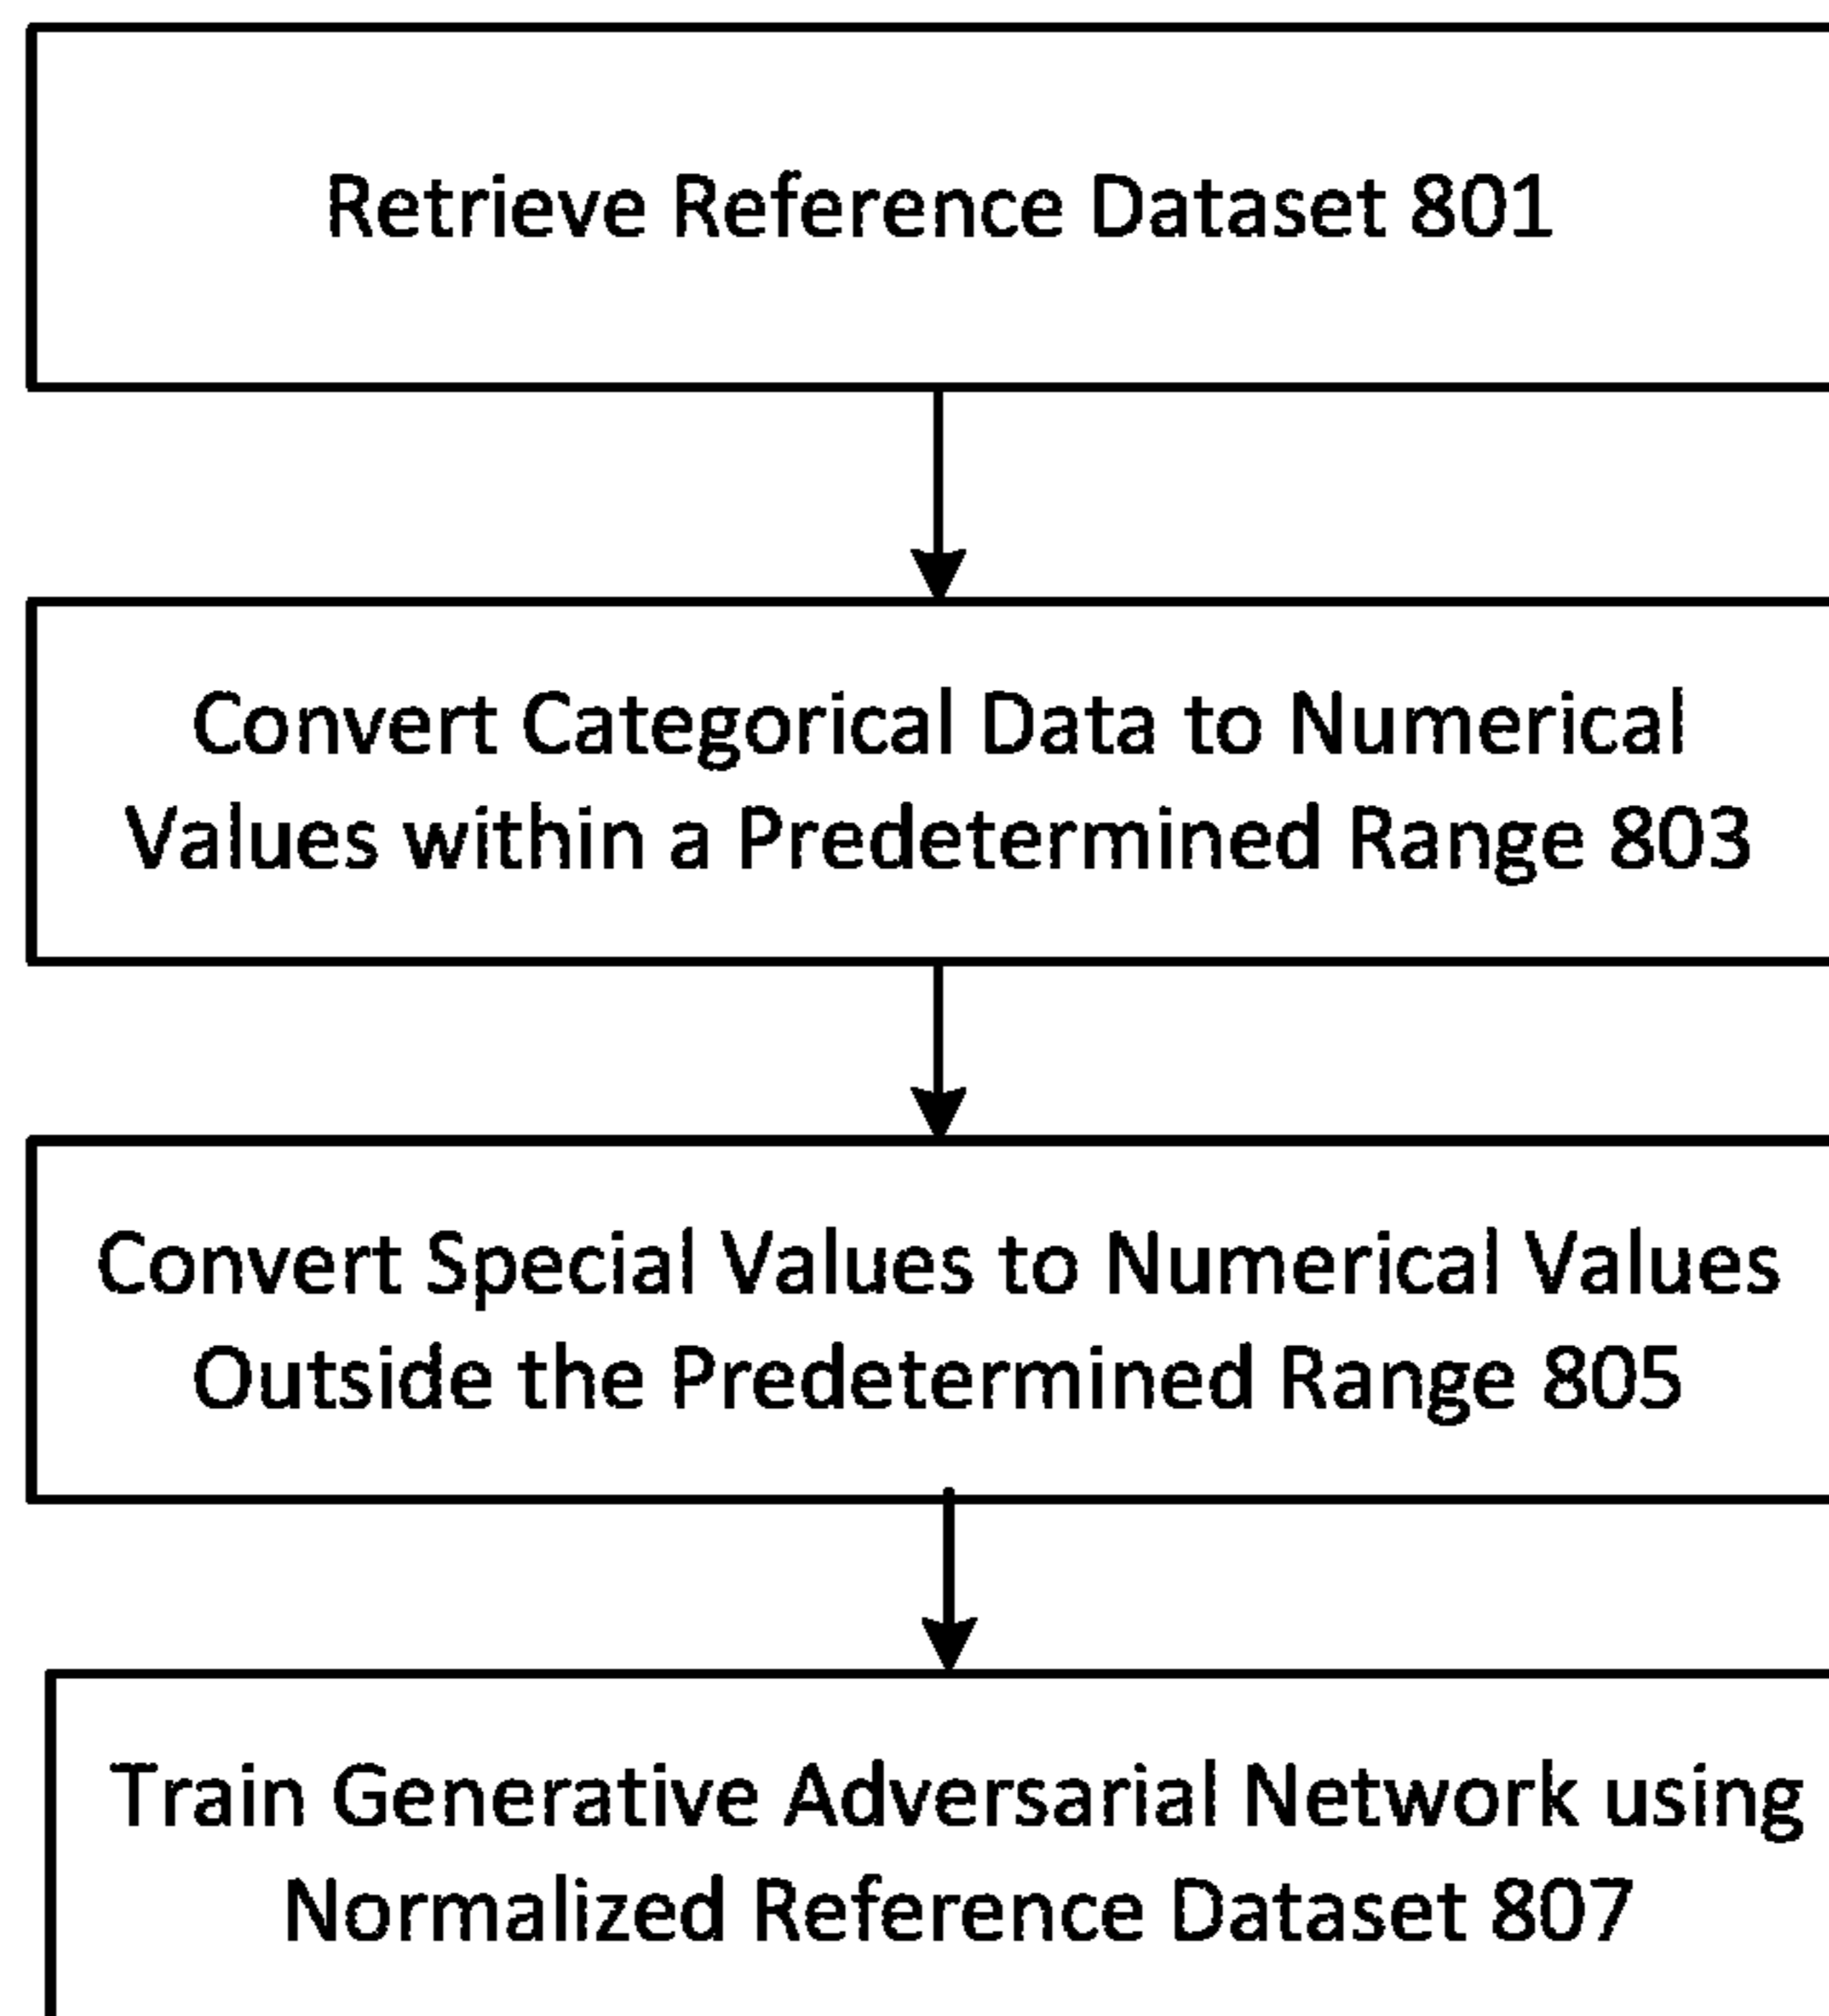 Retrieve Reference Dataset 801
Convert Categorical Data to Numerical
Values within a Predetermined Range 803
Convert Special Values to Numerical Values
Outside the Predetermined Range 805
Train Generative Adversarial Network using
Normalized Reference Dataset 807